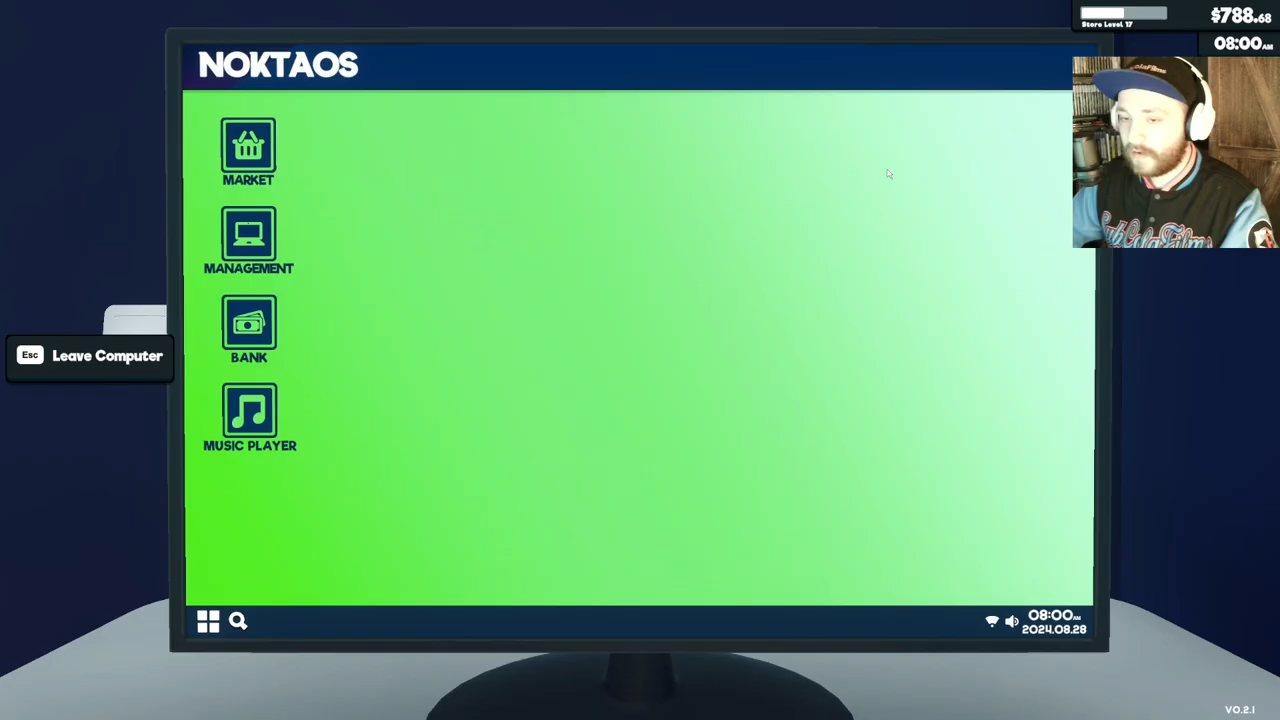 NOKTAOS
$788.68
Store Level 17
08:00AM
MARKET
MANAGEMENT
BANK
MUSIC PLAYER
Esc Leave Computer
08:00AM
2024.08.28
SubColaFilms
V0.2.1